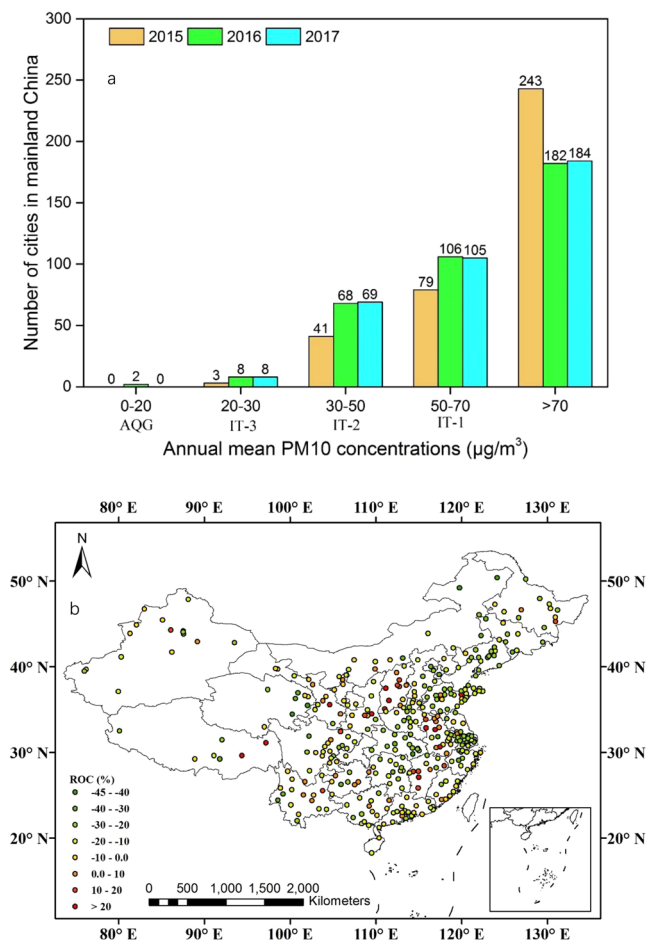 300
2015 2016 2017
a
250
243
200
182 184
150
106 105
100
79
68 69
50
41
0 2 0
3 8 8
0
0-20 20-30 30-50 50-70 >70
AQG IT-3 IT-2 IT-1
Number of cities in mainland China
Annual mean PM10 concentrations (μg/m³)
80° E 90° E 100° E 110° E 120° E 130° E
N
50° N 50° N
b
40° N 40° N
30° N 30° N
20° N 20° N
ROC (%)
-45 - -40
-40 - -30
-30 - -20
-20 - -10
-10 - 0.0
0.0 - 10
10 - 20
> 20
0 500 1,000 1,500 2,000
Kilometers
80° E 90° E 100° E 110° E 120° E 130° E